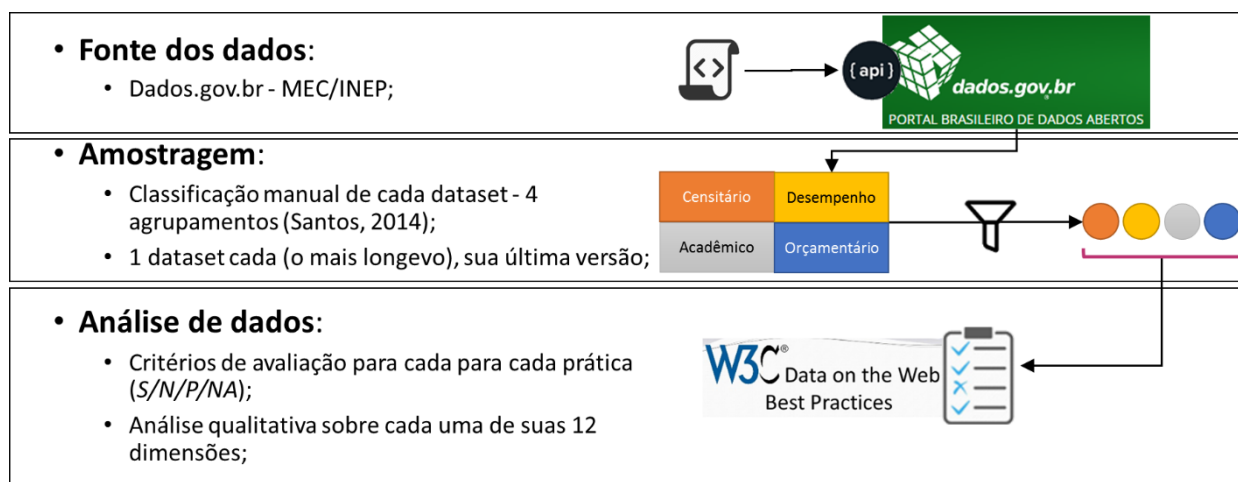 • Fonte dos dados:
• Dados.gov.br - MEC/INEP;
<>
{api}
dados.gov.br
PORTAL BRASILEIRO DE DADOS ABERTOS
• Amostragem:
• Classificação manual de cada dataset - 4
agrupamentos (Santos, 2014);
• 1 dataset cada (o mais longevo), sua última versão;
Censitário
Desempenho
Acadêmico
Orçamentário
• Análise de dados:
• Critérios de avaliação para cada para cada prática
(S/N/P/NA);
• Análise qualitativa sobre cada uma de suas 12
dimensões;
W3C® Data on the Web
Best Practices